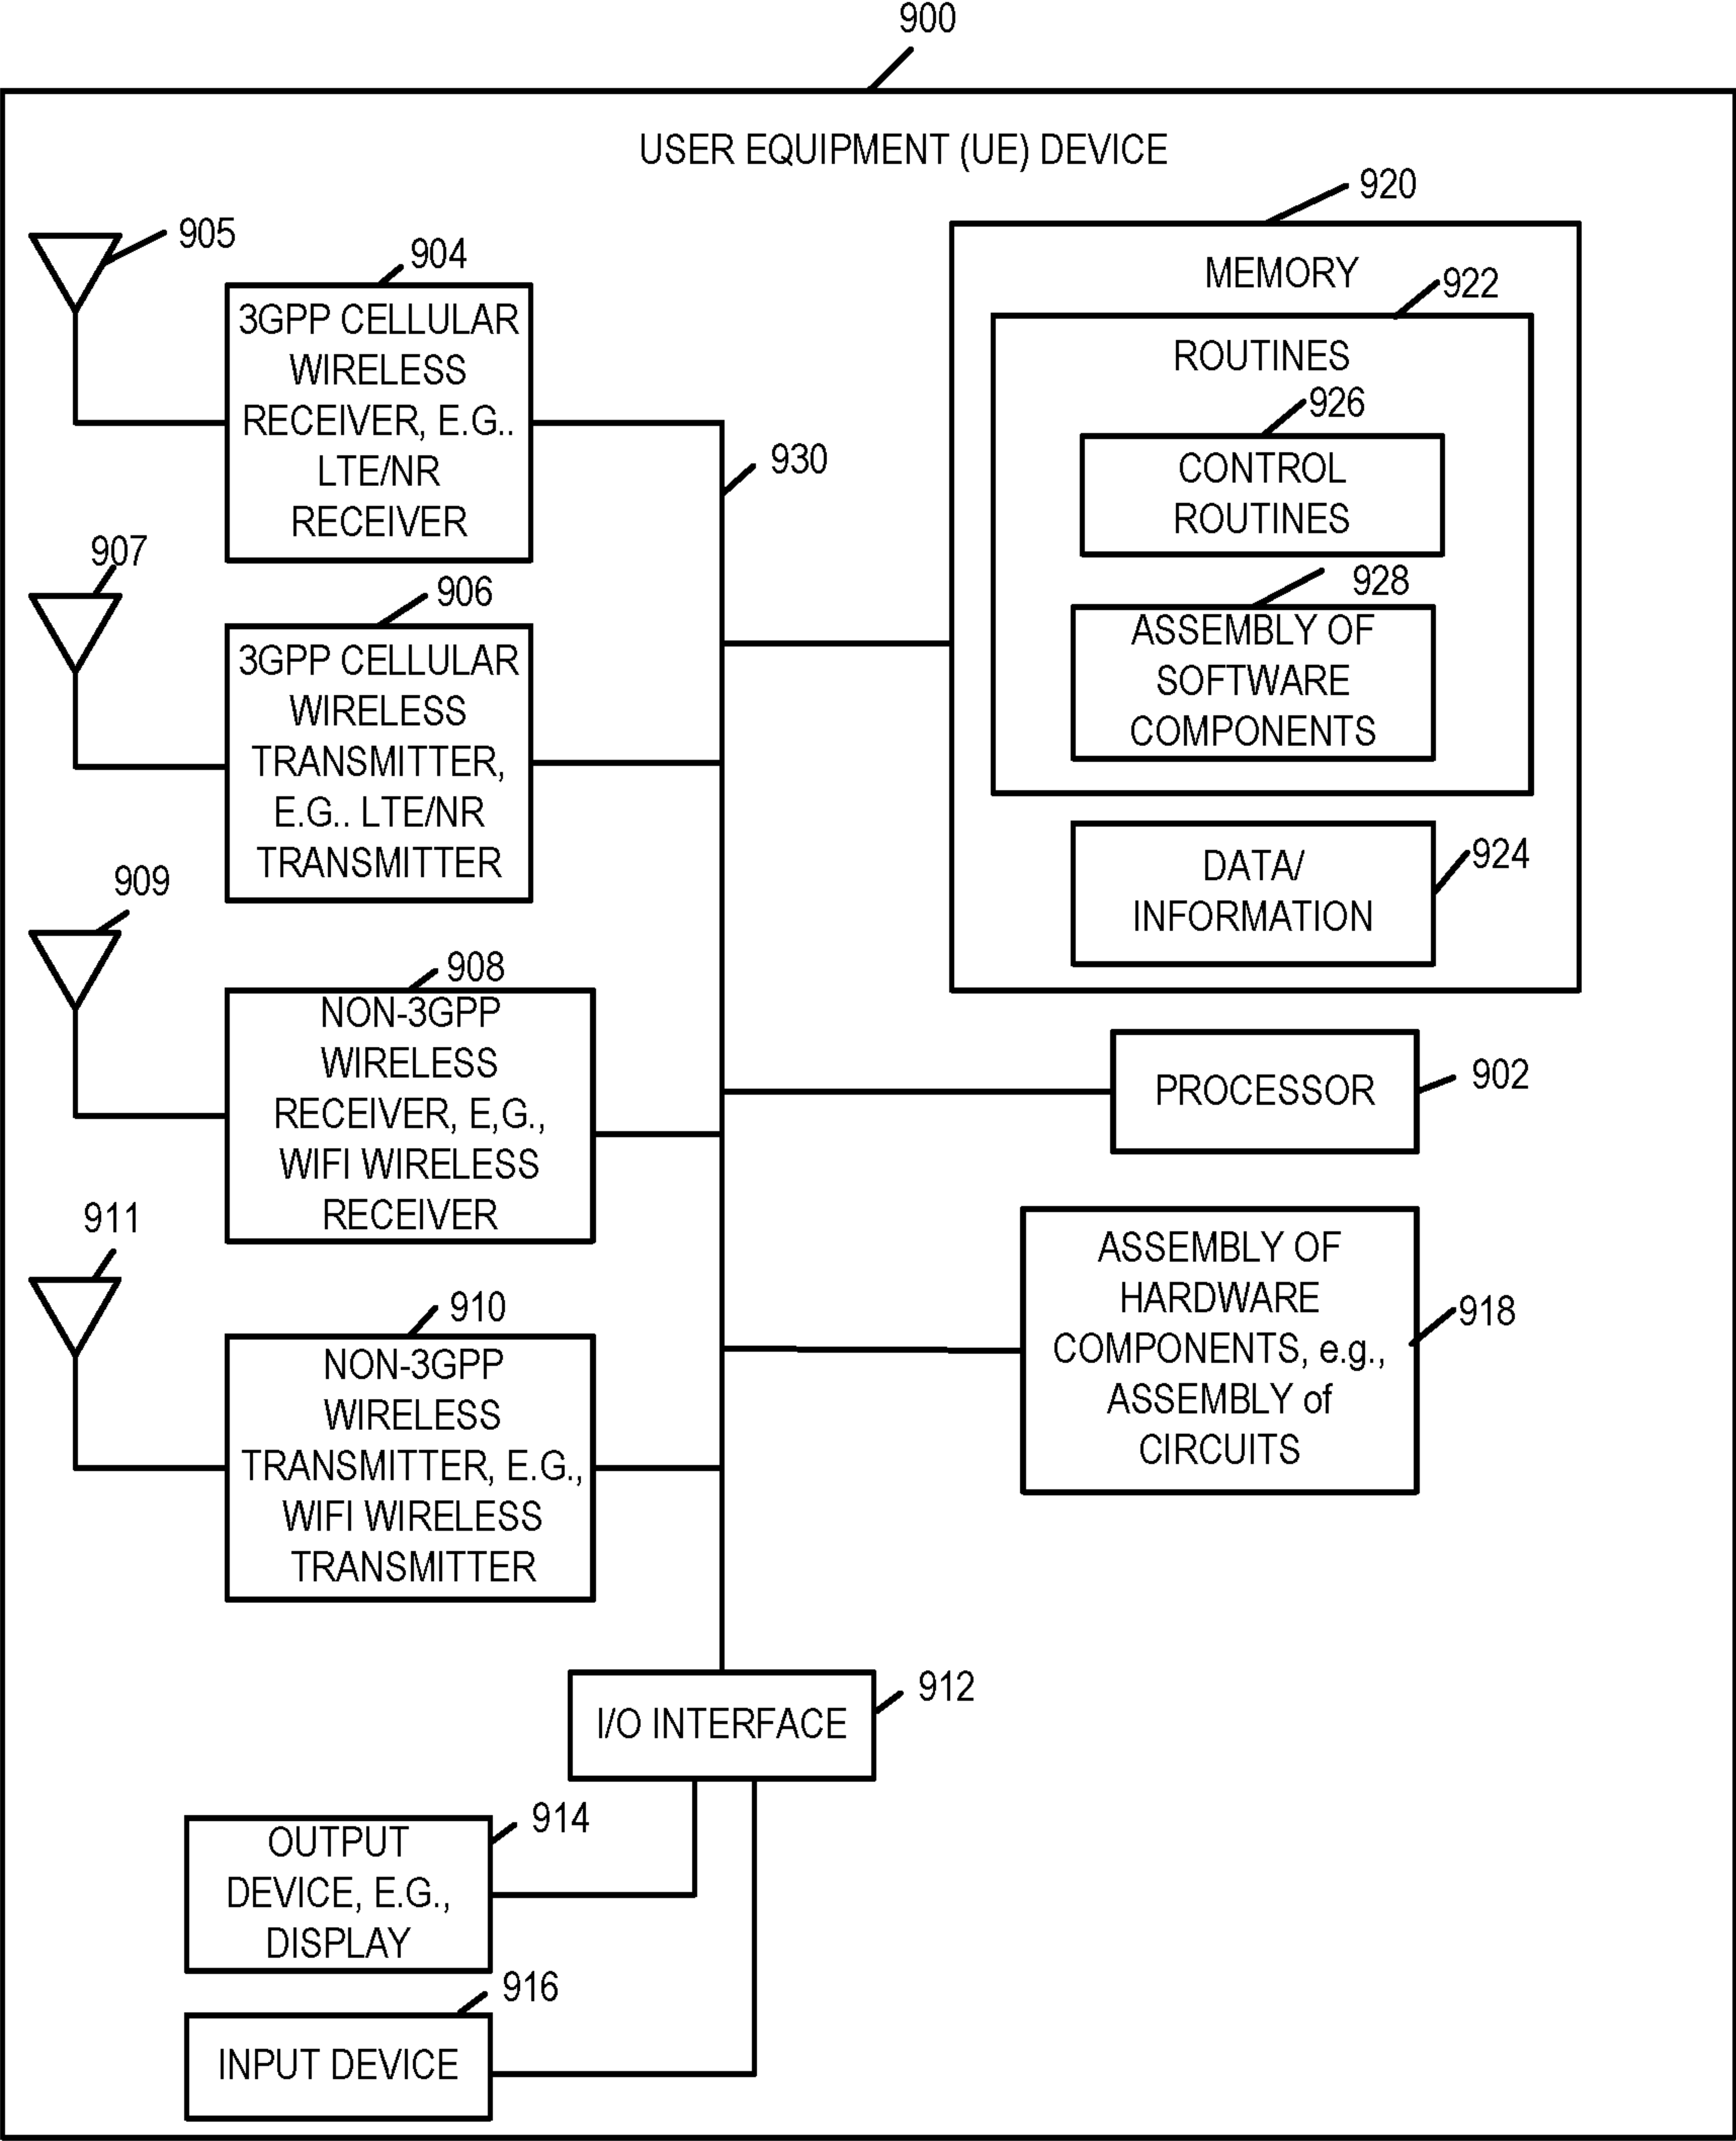 900
USER EQUIPMENT (UE) DEVICE
905
904
3GPP CELLULAR
WIRELESS
RECEIVER, E.G..
LTE/NR
RECEIVER
907
906
3GPP CELLULAR
WIRELESS
TRANSMITTER,
E.G.. LTE/NR
TRANSMITTER
909
908
NON-3GPP
WIRELESS
RECEIVER, E,G.,
WIFI WIRELESS
RECEIVER
911
910
NON-3GPP
WIRELESS
TRANSMITTER, E.G.,
WIFI WIRELESS
TRANSMITTER
930
920
MEMORY
922
ROUTINES
926
CONTROL
ROUTINES
928
ASSEMBLY OF
SOFTWARE
COMPONENTS
DATA/
INFORMATION
924
PROCESSOR
902
ASSEMBLY OF
HARDWARE
COMPONENTS, e.g.,
ASSEMBLY of
CIRCUITS
918
I/O INTERFACE
912
OUTPUT
DEVICE, E.G.,
DISPLAY
914
916
INPUT DEVICE